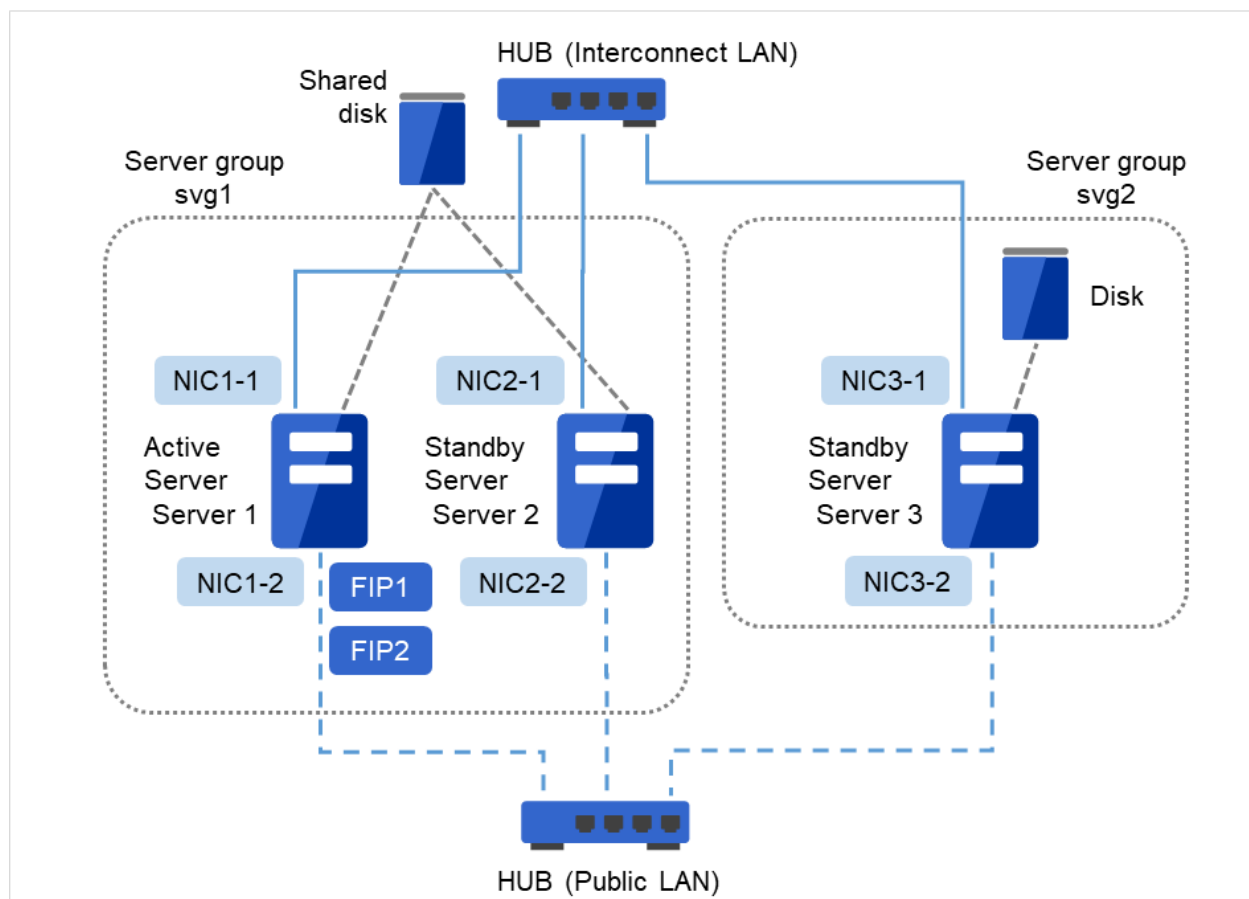 HUB (Interconnect LAN)
Shared
disk
Server group
svg1
Server group
svg2
Disk
NIC1-1
NIC2-1
NIC3-1
Active
Server
Server 1
Standby
Server
Server 2
Standby
Server
Server 3
NIC1-2
FIP1
NIC2-2
NIC3-2
FIP2
HUB (Public LAN)